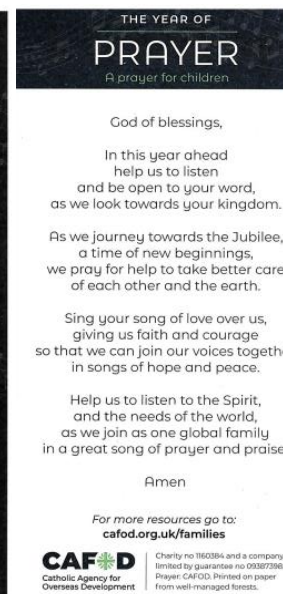 THE YEAR OF
PRAYER
A prayer for children
God of blessings,
In this year ahead
help us to listen
and be open to your word,
as we look towards your kingdom.
As we journey towards the Jubilee,
a time of new beginnings,
we pray for help to take better care
of each other and the earth.
Sing your song of love over us,
giving us faith and courage
so that we can join our voices togethe
in songs of hope and peace.
Help us to listen to the Spirit,
and the needs of the world,
as we join as one global family
in a great song of prayer and praise
Amen
For more resources go to:
cafod.org.uk/families
CAFOD
Catholic Agency for
Overseas Development
Charity no 1160384 and a company
limited by guarantee no 09387398.
Prayer: CAFOD. Printed on paper
from well-managed forests.